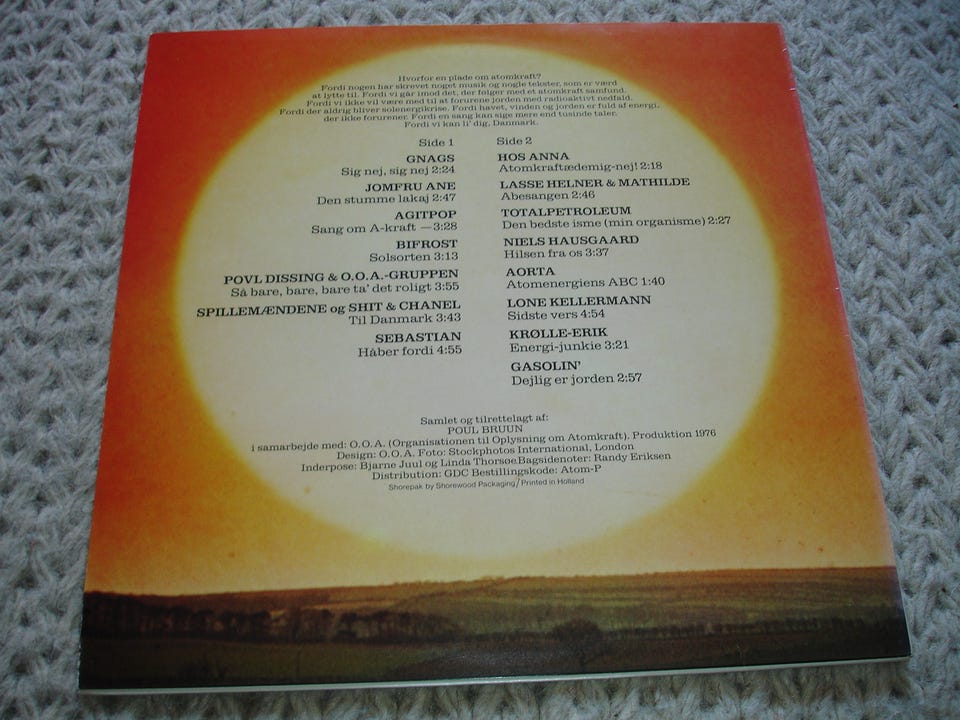 Hvorfor en plade om atomkraft?
Fordi nogen har skrevet noget musik og nogle tekster, som er værd
at lytte til. Fordi vi går imod det, der følger med et atomkraft samfund.
Fordi vi ikke vil være med til at forurene jorden med radioaktivt nedfald.
Fordi der aldrig bliver solenergikrise. Fordi havet, vinden og jorden er fuld af energi,
der ikke forurener. Fordi en sang kan sige mere end tusinde taler.
Fordi vi kan li' dig, Danmark.
Side 1
GNAGS
Sig nej, sig nej 2:24
JOMFRU ANE
Den stumme lakaj 2:47
AGITPOP
Sang om A-kraft — 3:28
BIFROST
Solsorten 3:13
POVL DISSING & O.O.A.-GRUPPEN
Så bare, bare, bare ta' det roligt 3:55
SPILLEMÆNDENE og SHIT & CHANEL
Til Danmark 3:43
SEBASTIAN
Håber fordi 4:55
Side 2
HOS ANNA
Atomkraftædemig-nej! 2:18
LASSE HELNER & MATHILDE
Abesangen 2:46
TOTALPETROLEUM
Den bedste isme (min organisme) 2:27
NIELS HAUSGAARD
Hilsen fra os 3:37
AORTA
Atomenergiens ABC 1:40
LONE KELLERMANN
Sidste vers 4:54
KRØLLE-ERIK
Energi-junkie 3:21
GASOLIN'
Dejlig er jorden 2:57
Samlet og tilrettelagt af:
POUL BRUUN
i samarbejde med: O.O.A. (Organisationen til Oplysning om Atomkraft). Produktion 1976
Design: O.O.A. Foto: Stockphotos International, London
Inderpose: Bjarne Juul og Linda Thorsøe.Bagsidenoter: Randy Eriksen
Distribution: GDC Bestillingskode: Atom-P
Shorepak by Shorewood Packaging/Printed in Holland